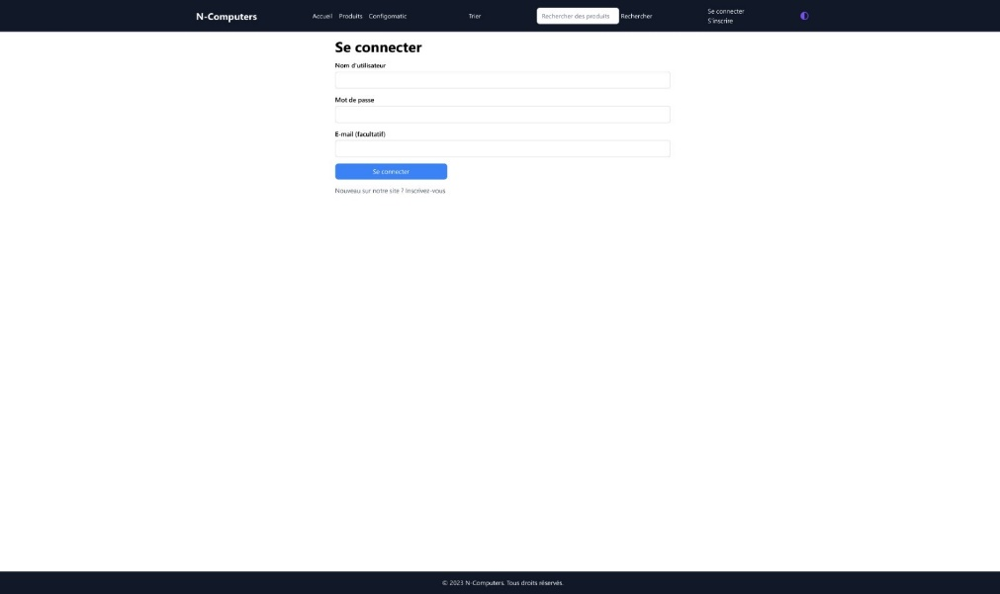 N-Computers
Accueil Produits Configomatic
Trier
Rechercher des produits Rechercher
Se connecter
S'inscrire
Se connecter
Nom d'utilisateur
Mot de passe
E-mail (facultatif)
Se connecter
Nouveau sur notre site ? Inscrivez-vous
© 2023 N-Computers. Tous droits réservés.